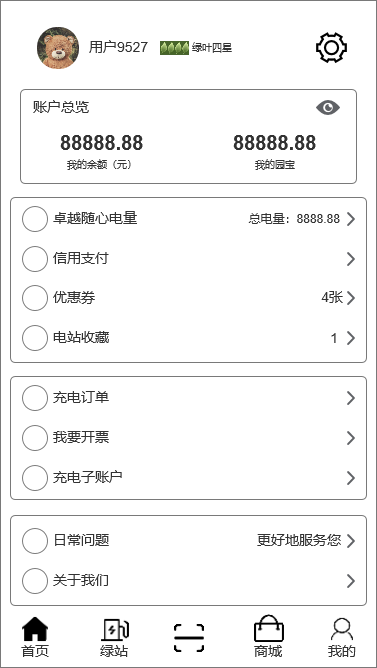 用户9527 绿叶四星
账户总览
88888.88 88888.88
我的余额（元） 我的园宝
卓越随心电量 总电量：8888.88
信用支付
优惠券 4张
电站收藏 1
充电订单
我要开票
充电子账户
日常问题 更好地服务您
关于我们
首页 绿站 商城 我的